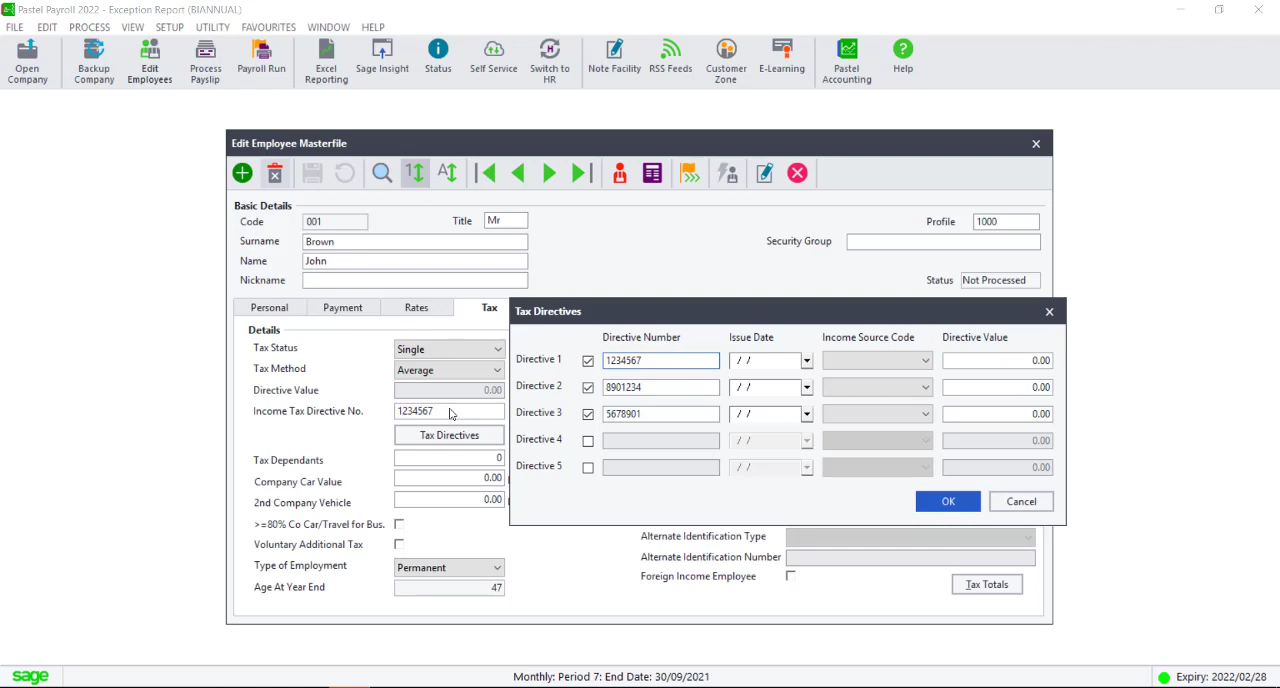 Pastel Payroll 2022 - Exception Report (BIANNUAL)
FILE EDIT PROCESS VIEW SETUP UTILITY FAVOURITES WINDOW HELP
Open Company
Backup Company
Edit Employees
Process Payslip
Payroll Run
Excel Reporting
Sage Insight
Status
Self Service
Switch to HR
Note Facility
RSS Feeds
Customer Zone
E-Learning
Pastel Accounting
Help
Edit Employee Masterfile
Basic Details
Code 001 Title Mr Profile 1000
Surname Brown Security Group
Name John
Nickname Status Not Processed
Personal Payment Rates Tax
Details
Tax Status Single
Tax Method Average
Directive Value 0.00
Income Tax Directive No. 1234567
Tax Directives
Tax Dependants 0
Company Car Value 0.00
2nd Company Vehicle 0.00
>=80% Co Car/Travel for Bus.
Voluntary Additional Tax
Type of Employment Permanent
Age At Year End 47
Tax Directives
Directive Number Issue Date Income Source Code Directive Value
Directive 1 1234567 / / 0.00
Directive 2 8901234 / / 0.00
Directive 3 5678901 / / 0.00
Directive 4 / / 0.00
Directive 5 / / 0.00
OK Cancel
Alternate Identification Type
Alternate Identification Number
Foreign Income Employee
Tax Totals
sage Monthly: Period 7: End Date: 30/09/2021 Expiry: 2022/02/28